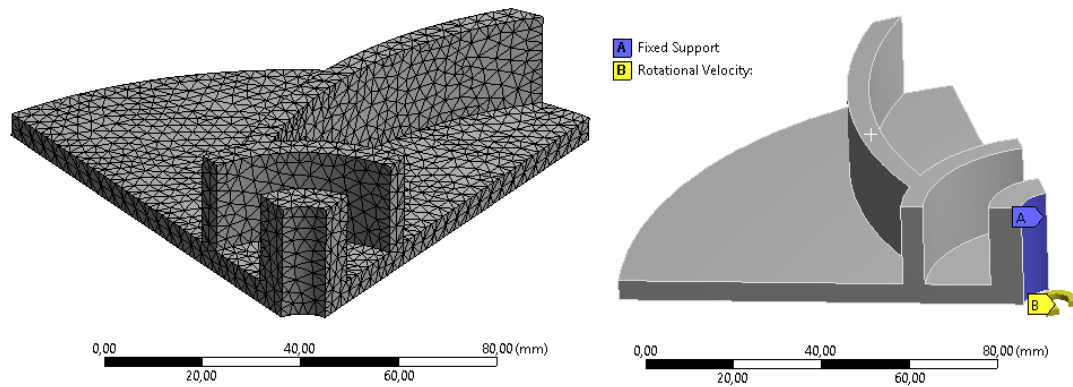 A Fixed Support
B Rotational Velocity:
A
B
0,00 40,00 80,00 (mm)
20,00 60,00
0,00 40,00 80,00 (mm)
20,00 60,00